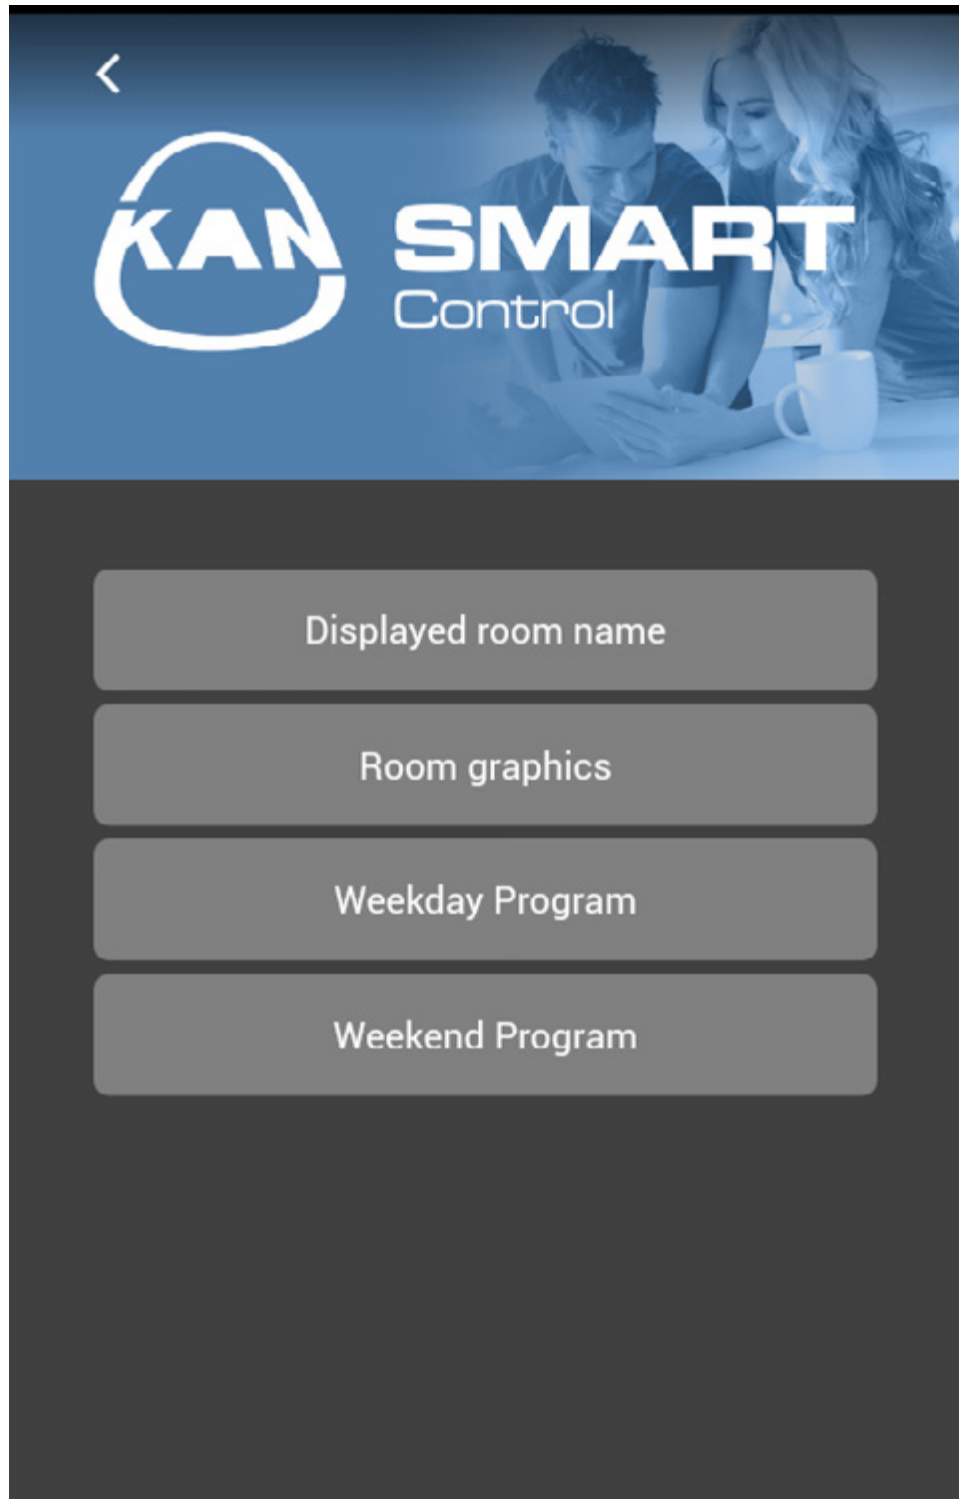 KAN
SMART
Control
Displayed room name
Room graphics
Weekday Program
Weekend Program